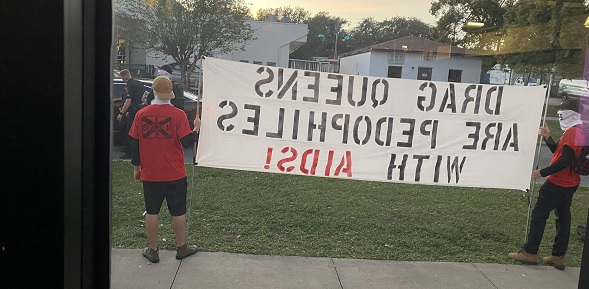 DRAG QUEENS
ARE PEDOPHILES
WITH AIDS!